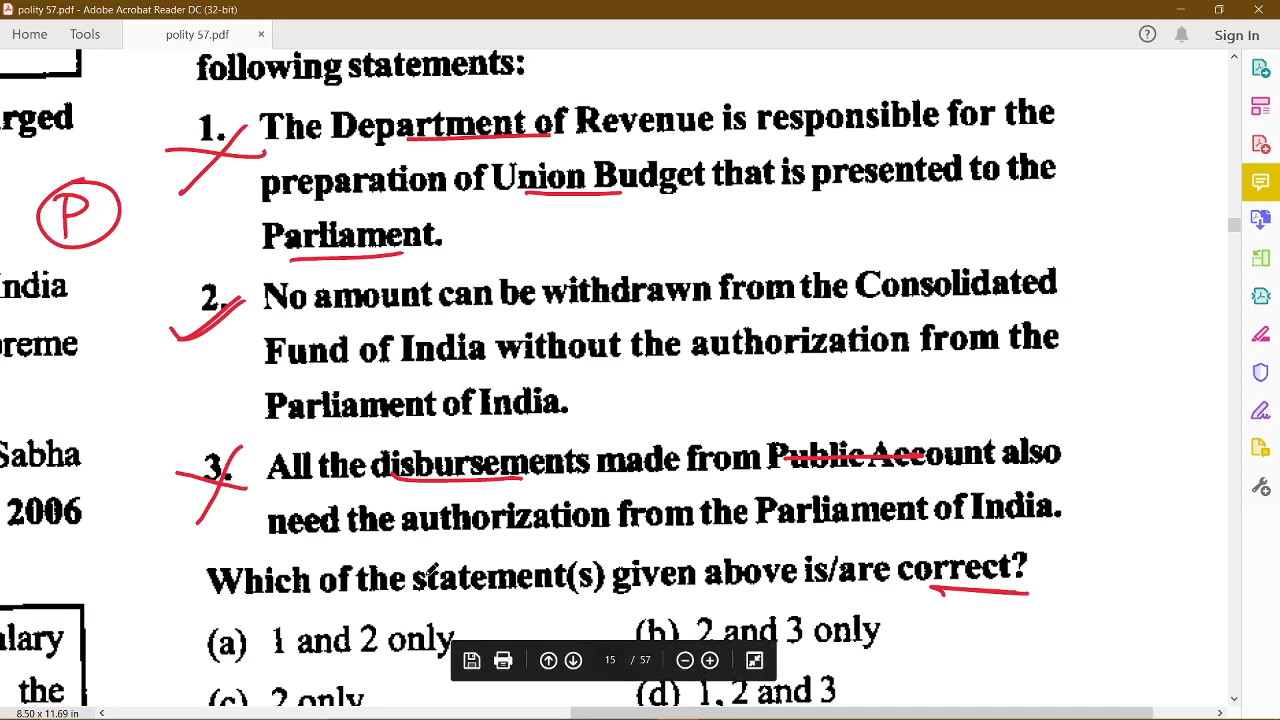 polity 57.pdf - Adobe Acrobat Reader DC (32-bit)
Home Tools polity 57.pdf × Sign In
following statements:
1. The Department of Revenue is responsible for the
preparation of Union Budget that is presented to the
Parliament.
2. No amount can be withdrawn from the Consolidated
Fund of India without the authorization from the
Parliament of India.
3. All the disbursements made from Public Account also
need the authorization from the Parliament of India.
Which of the statement(s) given above is/are correct?
(a) 1 and 2 only (b) 2 and 3 only
(c) 2 only (d) 1, 2 and 3
P
Sabha
2006
the
15 / 57
8.50 x 11.69 in